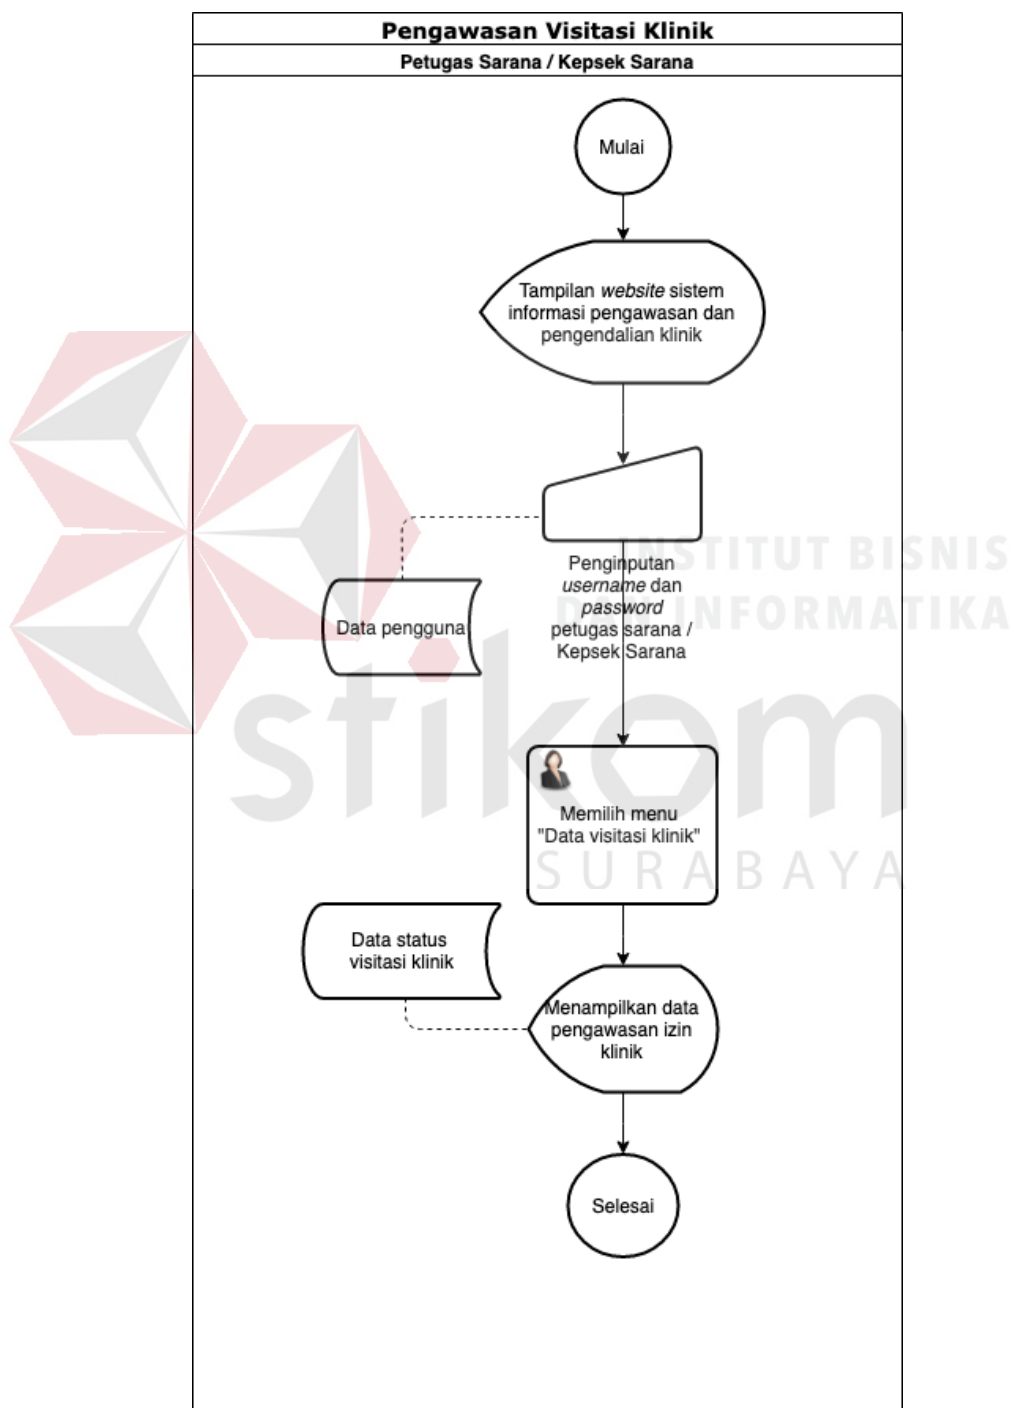 Pengawasan Visitasi Klinik
Petugas Sarana / Kepsek Sarana
Mulai
Tampilan website sistem
informasi pengawasan dan
pengendalian klinik
Penginputan
username dan
password
petugas sarana /
Kepsek Sarana
Data pengguna
Memilih menu
"Data visitasi klinik"
Data status
visitasi klinik
Menampilkan data
pengawasan izin
klinik
Selesai
INSTITUT BISNIS
DAN INFORMATIKA
stikom
SURABAYA